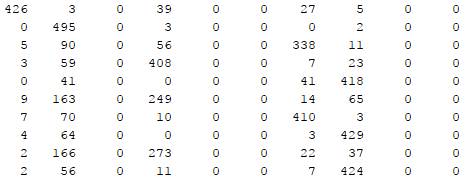 426 3 0 39 0 0 27 5 0 0
0 495 0 3 0 0 0 2 0 0
5 90 0 56 0 0 338 11 0 0
3 59 0 408 0 0 7 23 0 0
0 41 0 0 0 0 41 418 0 0
9 163 0 249 0 0 14 65 0 0
7 70 0 10 0 0 410 3 0 0
4 64 0 0 0 0 3 429 0 0
2 166 0 273 0 0 22 37 0 0
2 56 0 11 0 0 7 424 0 0